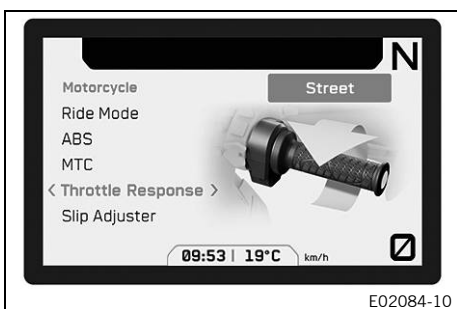 N
Motorcycle Street
Ride Mode
ABS
MTC
< Throttle Response >
Slip Adjuster
09:53 | 19°C km/h
E02084-10